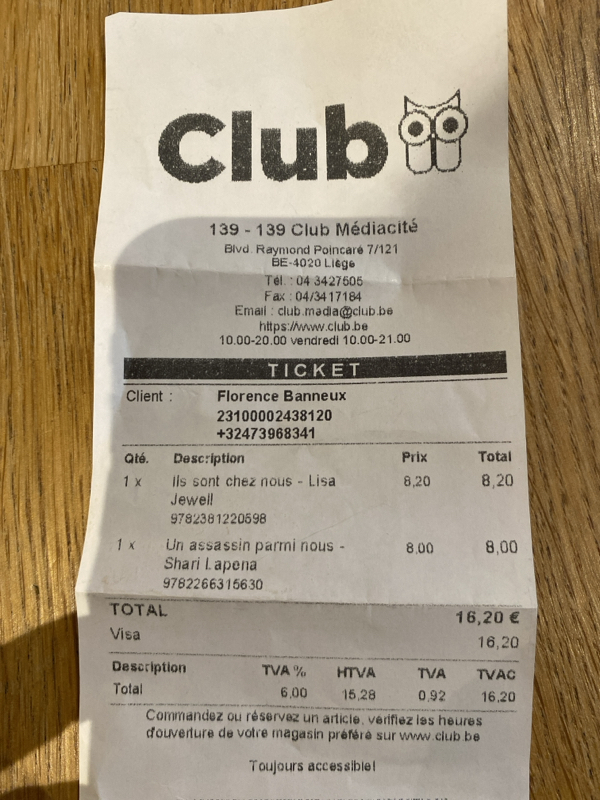 Club
139 - 139 Club Médiacité
Blvd. Raymond Poincaré 7/121
BE-4020 Liége
Tél. : 04 3427505
Fax : 04/3417184
Email : club.media@club.be
https://www.club.be
10.00-20.00 vendredi 10.00-21.00
TICKET
Client : Florence Banneux
23100002438120
+32473968341
Qté. Description Prix Total
1 x Ils sont chez nous - Lisa 8,20 8,20
Jewell
9782381220598
1 x Un assassin parmi nous - 8,00 8,00
Shari Lapena
9782266315630
TOTAL 16,20 €
Visa 16,20
Description TVA % HTVA TVA TVAC
Total 6,00 15,28 0,92 16,20
Commandez ou réservez un article, vérifiez les heures
d'ouverture de votre magasin préféré sur www.club.be
Toujours accessible!